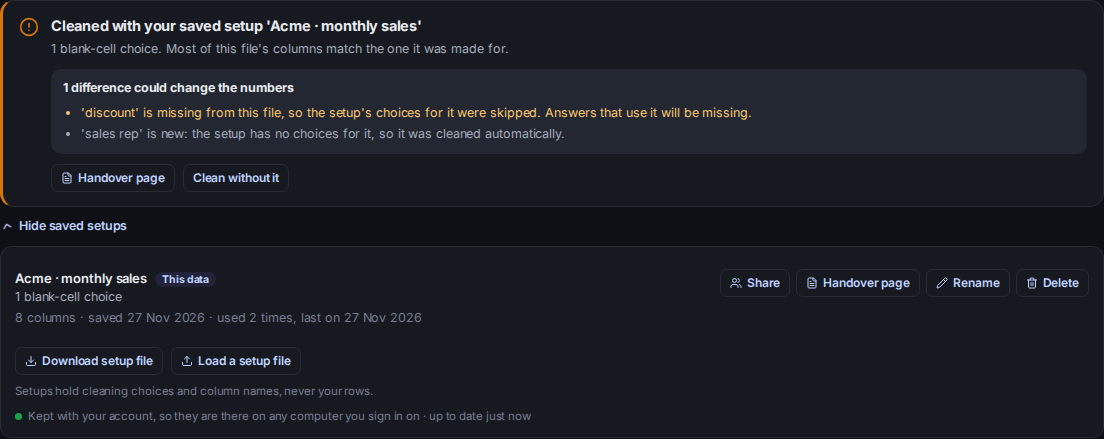 Cleaned with your saved setup 'Acme · monthly sales'
1 blank-cell choice. Most of this file's columns match the one it was made for.
1 difference could change the numbers
• 'discount' is missing from this file, so the setup's choices for it were skipped. Answers that use it will be missing.
• 'sales rep' is new: the setup has no choices for it, so it was cleaned automatically.
Handover page Clean without it
Hide saved setups
Acme · monthly sales This data Share Handover page Rename Delete
1 blank-cell choice
8 columns · saved 27 Nov 2026 · used 2 times, last on 27 Nov 2026
Download setup file Load a setup file
Setups hold cleaning choices and column names, never your rows.
Kept with your account, so they are there on any computer you sign in on · up to date just now